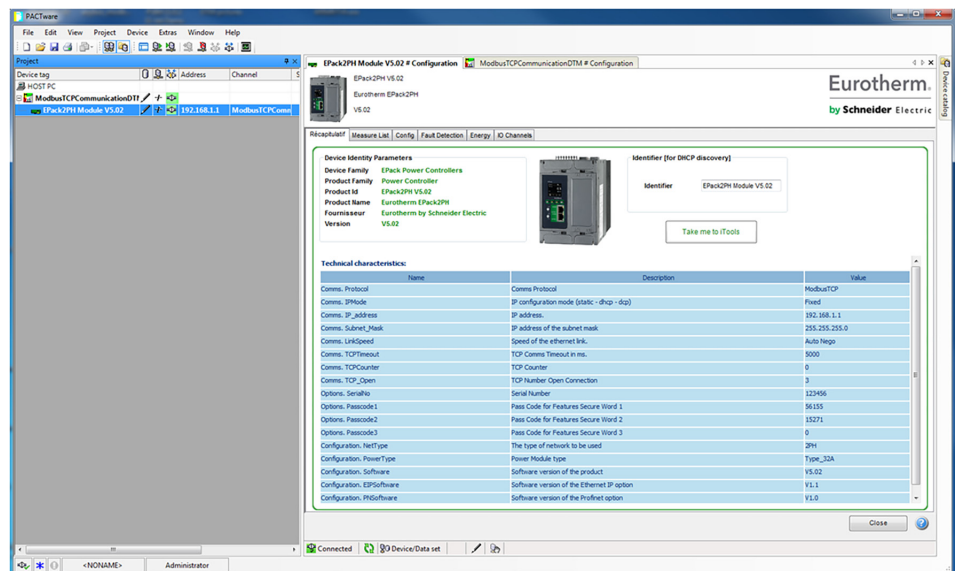 PACTware
File Edit View Project Device Extras Window Help
Project
Device tag Address Channel S
HOST PC
ModbusTCPCommunicationDTM
EPack2PH Module V5.02 192.168.1.1 ModbusTCPComm
EPack2PH Module V5.02 # Configuration ModbusTCPCommunicationDTM # Configuration
EPack2PH V5.02
Eurotherm EPack2PH
V5.02
Eurotherm.
by Schneider Electric
Device catalog
Récapitulatif Measure List Config Fault Detection Energy IO Channels
Device Identity Parameters
Device Family EPack Power Controllers
Product Family Power Controller
Product Id EPack2PH V5.02
Product Name Eurotherm EPack2PH
Fournisseur Eurotherm by Schneider Electric
Version V5.02
Identifier [for DHCP discovery]
Identifier EPack2PH Module V5.02
Take me to iTools
Technical characteristics:
Name Description Value
Comms. Protocol Comms Protocol ModbusTCP
Comms. IPMode IP configuration mode (static - dhcp - dcp) Fixed
Comms. IP_address IP address. 192.168.1.1
Comms. Subnet_Mask IP address of the subnet mask 255.255.255.0
Comms. LinkSpeed Speed of the ethernet link. Auto Nego
Comms. TCPTimeout TCP Comms Timeout in ms. 5000
Comms. TCPCounter TCP Counter 0
Comms. TCP_Open TCP Number Open Connection 3
Options. SerialNo Serial Number 123456
Options. Passcode1 Pass Code for Features Secure Word 1 56155
Options. Passcode2 Pass Code for Features Secure Word 2 15271
Options. Passcode3 Pass Code for Features Secure Word 3 0
Configuration. NetType The type of network to be used 2PH
Configuration. PowerType Power Module type Type_32A
Configuration. Software Software version of the product V5.02
Configuration. EIPSoftware Software version of the Ethernet IP option V1.1
Configuration. PNSoftware Software version of the Profinet option V1.0
Close
Connected Device/Data set
<NONAME> Administrator